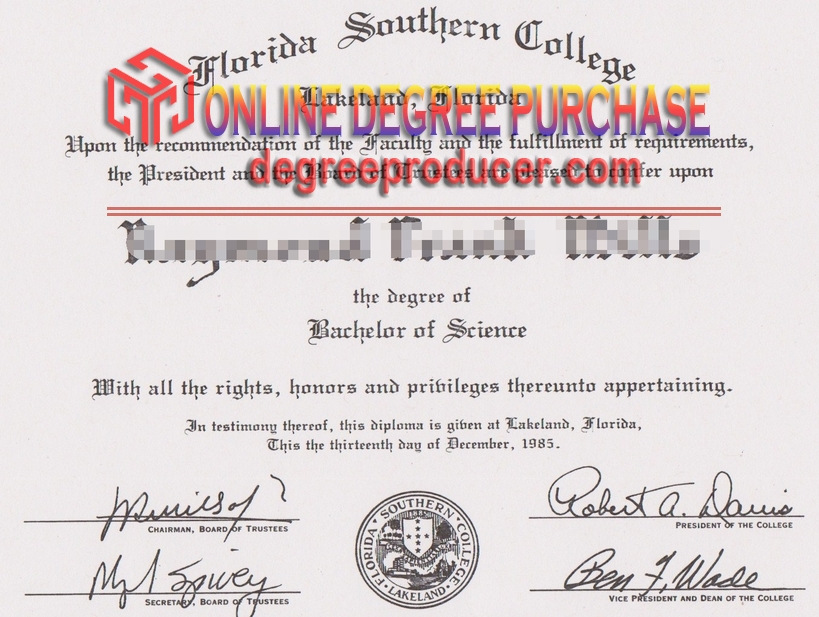 Florida Southern College
Lakeland, Florida
ONLINE DEGREE PURCHASE
Upon the recommendation of the Faculty and the fulfillment of requirements,
the President and the Board of Trustees are pleased to confer upon
degreeproducer.com
the degree of
Bachelor of Science
With all the rights, honors and privileges thereunto appertaining.
In testimony thereof, this diploma is given at Lakeland, Florida,
This the thirteenth day of December, 1985.
CHAIRMAN, BOARD OF TRUSTEES
Robert A. Davis
PRESIDENT OF THE COLLEGE
SECRETARY, BOARD OF TRUSTEES
Ben F. Wade
VICE PRESIDENT AND DEAN OF THE COLLEGE
FLORIDA SOUTHERN COLLEGE
LAKELAND